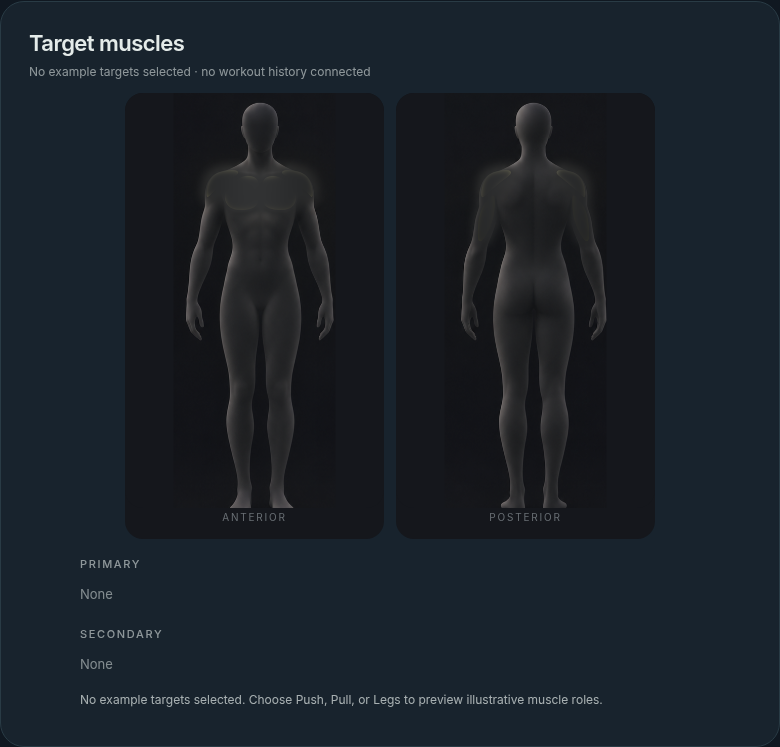 Target muscles
No example targets selected · no workout history connected
ANTERIOR
POSTERIOR
PRIMARY
None
SECONDARY
None
No example targets selected. Choose Push, Pull, or Legs to preview illustrative muscle roles.